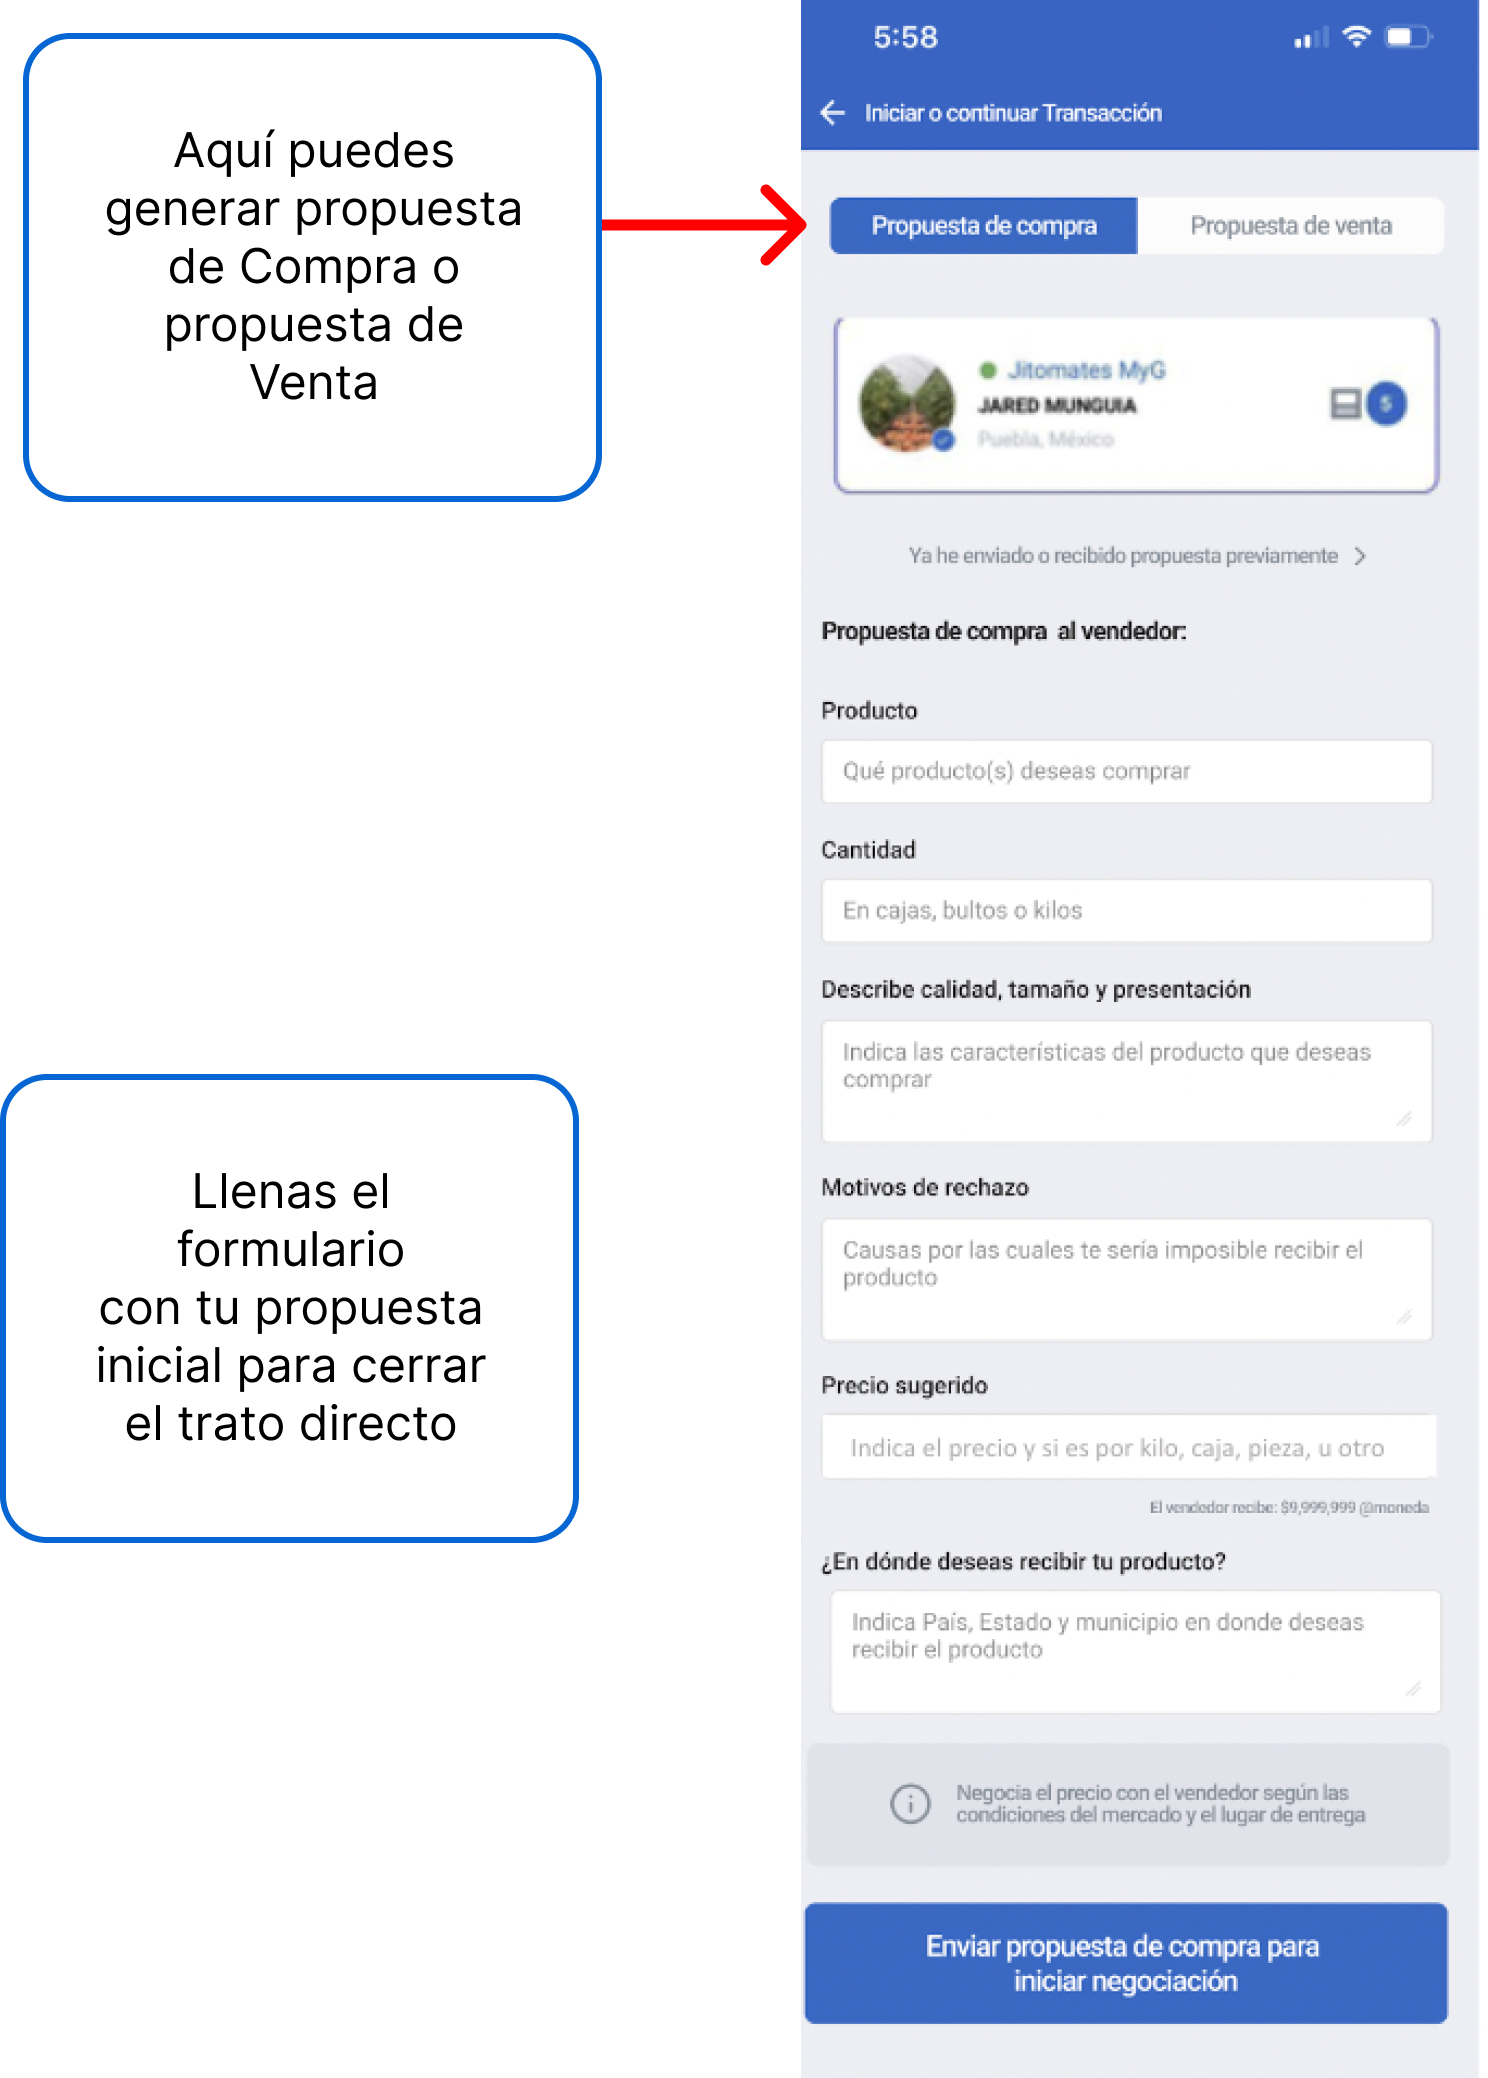 Aquí puedes
generar propuesta
de Compra o
propuesta de
Venta
Llenas el
formulario
con tu propuesta
inicial para cerrar
el trato directo
5:58
Iniciar o continuar Transacción
Propuesta de compra
Propuesta de venta
Jitomates MyG
JARED MUNGUIA
Puebla, México
$
Ya he enviado o recibido propuesta previamente
Propuesta de compra al vendedor:
Producto
Qué producto(s) deseas comprar
Cantidad
En cajas, bultos o kilos
Describe calidad, tamaño y presentación
Indica las características del producto que deseas
comprar
Motivos de rechazo
Causas por las cuales te sería imposible recibir el
producto
Precio sugerido
Indica el precio y si es por kilo, caja, pieza, u otro
El vendedor recibe: $9,999,999 @moneda
¿En dónde deseas recibir tu producto?
Indica País, Estado y municipio en donde deseas
recibir el producto
Negocia el precio con el vendedor según las
condiciones del mercado y el lugar de entrega
Enviar propuesta de compra para
iniciar negociación